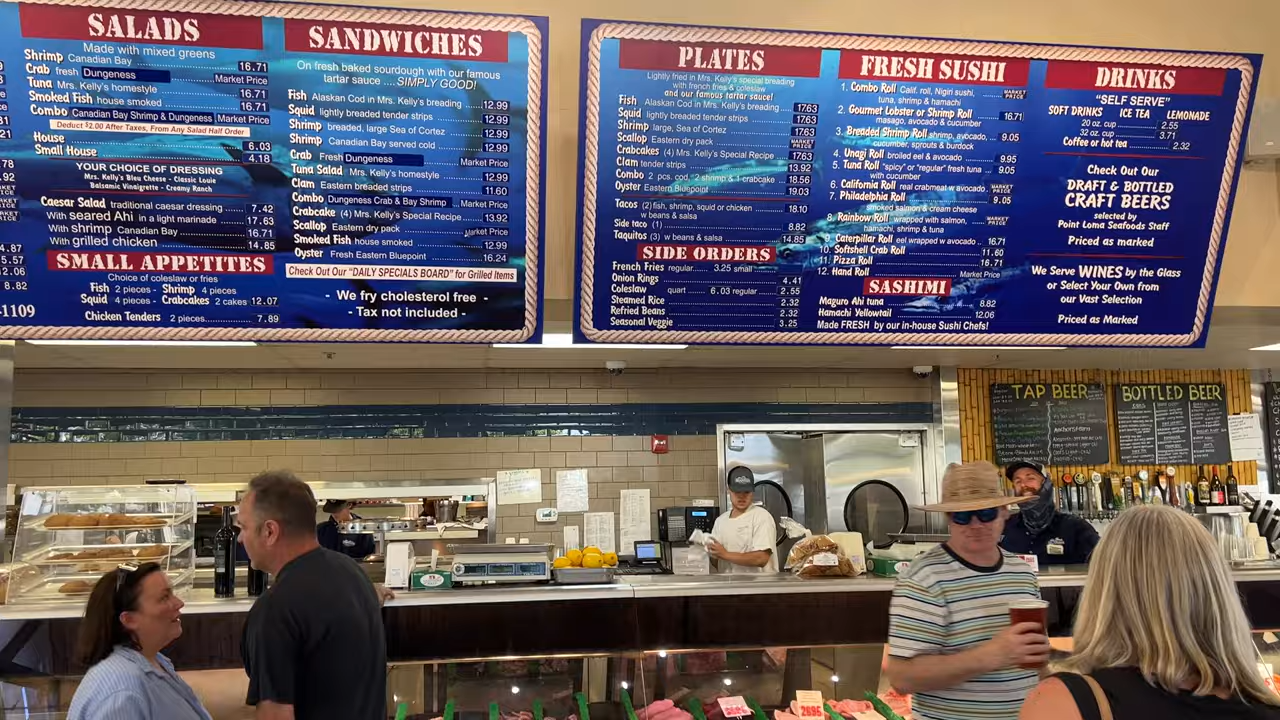 SALADS
Made with mixed greens
Shrimp Canadian Bay 16.71
Crab fresh Dungeness Market Price
Tuna Mrs. Kelly's homestyle 16.71
Smoked Fish house smoked 16.71
Combo Canadian Bay Shrimp & Dungeness Market Price
Deduct $2.00 After Taxes, From Any Salad Half Order
House 6.03
Small House 4.18
YOUR CHOICE OF DRESSING
Mrs. Kelly's Bleu Cheese - Classic Louie
Balsamic Vinaigrette - Creamy Ranch
Caesar Salad traditional caesar dressing 7.42
With seared Ahi in a light marinade 17.63
With shrimp Canadian Bay 16.71
With grilled chicken 14.85
SMALL APPETITES
Choice of coleslaw or fries
Fish 2 pieces - Shrimp 4 pieces
Squid 4 pieces - Crabcakes 2 cakes 12.07
Chicken Tenders 2 pieces 7.89
8.82
-1109
SANDWICHES
On fresh baked sourdough with our famous
tartar sauce ....SIMPLY GOOD!
Fish Alaskan Cod in Mrs. Kelly's breading 12.99
Squid lightly breaded tender strips 12.99
Shrimp breaded, large Sea of Cortez 12.99
Shrimp Canadian Bay served cold 12.99
Crab Fresh Dungeness Market Price
Tuna Salad Mrs. Kelly's homestyle 12.99
Clam Eastern breaded strips 11.60
Combo Dungeness Crab & Bay Shrimp Market Price
Crabcake (4) Mrs. Kelly's Special Recipe 13.92
Scallop Eastern dry pack Market Price
Smoked Fish house smoked 12.99
Oyster Fresh Eastern Bluepoint 16.24
Check Out Our "DAILY SPECIALS BOARD" for Grilled Items
- We fry cholesterol free -
- Tax not included -
PLATES
Lightly fried in Mrs. Kelly's special breading
with french fries & coleslaw
and our famous tartar sauce!
Fish Alaskan Cod in Mrs. Kelly's breading 1763
Squid lightly breaded tender strips 1763
Shrimp large, Sea of Cortez 1763
Scallop Eastern dry pack MARKET PRICE
Crabcakes (4) Mrs. Kelly's Special Recipe 1763
Clam tender strips 13.92
Combo 2 pcs. cod, 2 shrimp & 1 crabcake 18.56
Oyster Eastern Bluepoint 19.03
Tacos (2) fish, shrimp, squid or chicken 18.10
w beans & salsa
Side taco (1) 8.82
Taquitos (3) w beans & salsa 14.85
SIDE ORDERS
French Fries regular 3.25 small
Onion Rings 4.41
Coleslaw quart 6.03 regular 2.55
Steamed Rice 2.32
Refried Beans 2.32
Seasonal Veggie 3.25
FRESH SUSHI
1. Combo Roll Calif. roll, Nigiri sushi, MARKET PRICE
tuna, shrimp & hamachi
2. Gourmet Lobster or Shrimp Roll 16.71
masago, avocado & cucumber
3. Breaded Shrimp Roll shrimp, avocado, 9.05
cucumber, sprouts & burdock
4. Unagi Roll broiled eel & avocado 9.95
5. Tuna Roll "spicy" or "regular" fresh tuna 9.05
with cucumber
6. California Roll real crabmeat w avocado MARKET PRICE
7. Philadelphia Roll 9.05
smoked salmon & cream cheese
8. Rainbow Roll wrapped with salmon, MARKET PRICE
hamachi, shrimp & tuna
9. Caterpillar Roll eel wrapped w avocado 16.71
10. Softshell Crab Roll 11.60
11. Pizza Roll 16.71
12. Hand Roll Market Price
SASHIMI
Maguro Ahi tuna 8.82
Hamachi Yellowtail 12.06
Made FRESH by our in-house Sushi Chefs!
DRINKS
"SELF SERVE"
SOFT DRINKS ICE TEA LEMONADE
20 oz. cup 2.55
32 oz. cup 3.71
Coffee or hot tea 2.32
Check Out Our
DRAFT & BOTTLED
CRAFT BEERS
selected by
Point Loma Seafoods Staff
Priced as marked
We Serve WINES by the Glass
or Select Your Own from
our Vast Selection
Priced as Marked
TAP BEER
BOTTLED BEER
2695